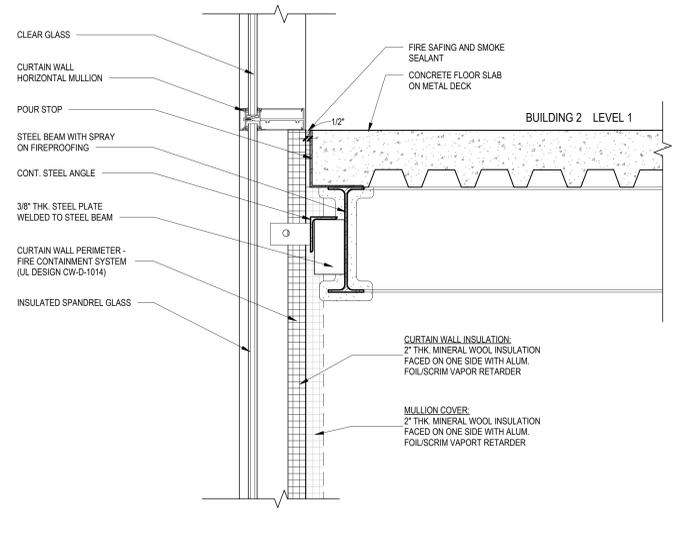 CLEAR GLASS
CURTAIN WALL
HORIZONTAL MULLION
POUR STOP
STEEL BEAM WITH SPRAY
ON FIREPROOFING
CONT. STEEL ANGLE
3/8" THK. STEEL PLATE
WELDED TO STEEL BEAM
CURTAIN WALL PERIMETER -
FIRE CONTAINMENT SYSTEM
(UL DESIGN CW-D-1014)
INSULATED SPANDREL GLASS
FIRE SAFING AND SMOKE
SEALANT
CONCRETE FLOOR SLAB
ON METAL DECK
1/2"
BUILDING 2 LEVEL 1
CURTAIN WALL INSULATION:
2" THK. MINERAL WOOL INSULATION
FACED ON ONE SIDE WITH ALUM.
FOIL/SCRIM VAPOR RETARDER
MULLION COVER:
2" THK. MINERAL WOOL INSULATION
FACED ON ONE SIDE WITH ALUM.
FOIL/SCRIM VAPORT RETARDER